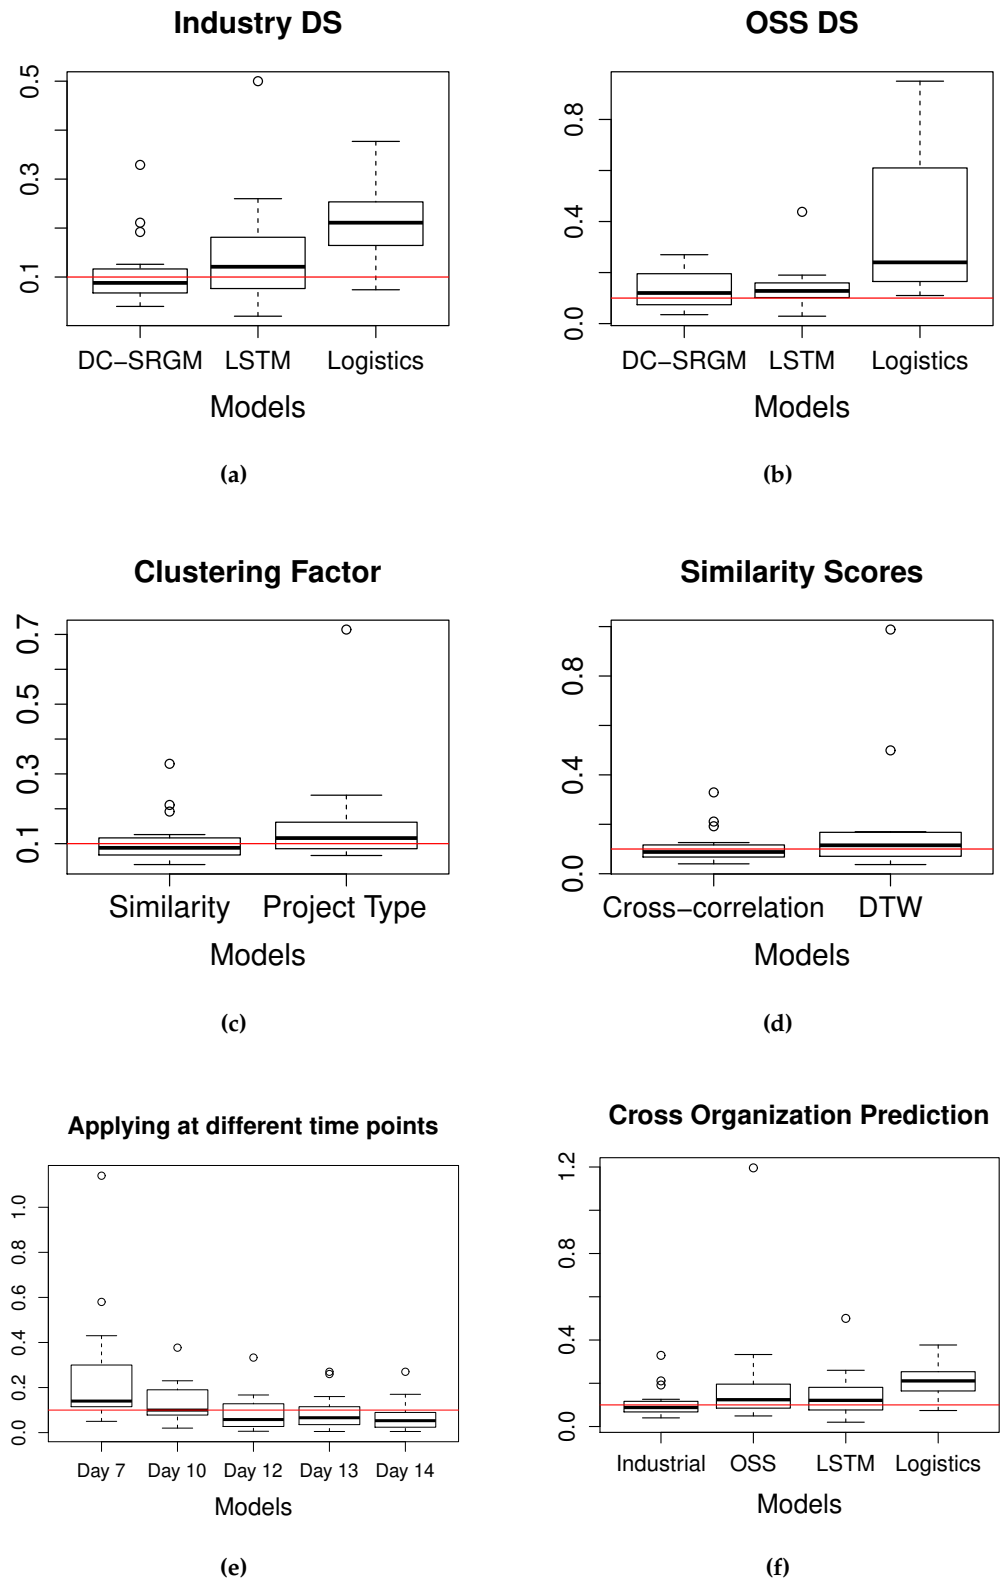 Industry DS
0.5
0.3
0.1
DC−SRGM LSTM Logistics
Models
(a)
OSS DS
0.8
0.4
0.0
DC−SRGM LSTM Logistics
Models
(b)
Clustering Factor
0.7
0.5
0.3
0.1
Similarity Project Type
Models
(c)
Similarity Scores
0.8
0.4
0.0
Cross−correlation DTW
Models
(d)
Applying at different time points
1.0
0.8
0.6
0.4
0.2
0.0
Day 7 Day 10 Day 12 Day 13 Day 14
Models
(e)
Cross Organization Prediction
1.2
0.8
0.4
0.0
Industrial OSS LSTM Logistics
Models
(f)